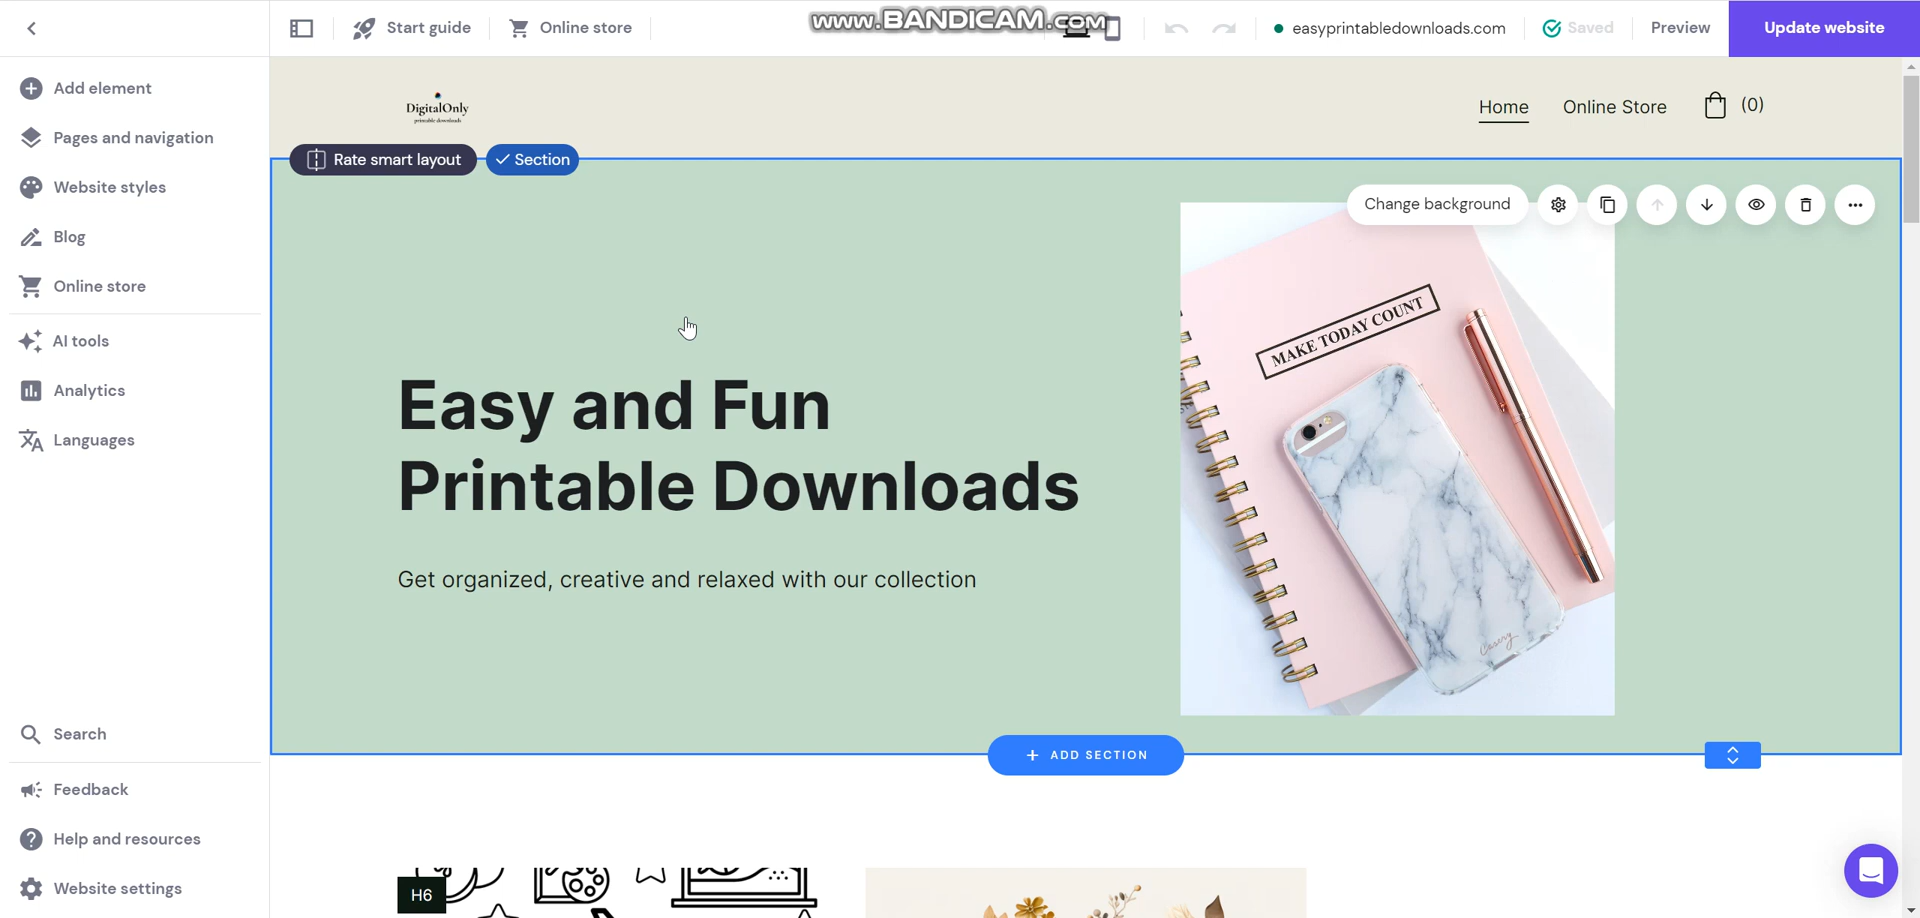 Start guide
Online store
www.BANDICAM.com
easyprintabledownloads.com
Saved
Preview
Update website
Add element
Pages and navigation
Website styles
Blog
Online store
AI tools
Analytics
Languages
Search
Feedback
Help and resources
Website settings
DigitalOnly
printable downloads
Home
Online Store
(0)
Rate smart layout
Section
Change background
MAKE TODAY COUNT
Easy and Fun
Printable Downloads
Get organized, creative and relaxed with our collection
Casery
+ ADD SECTION
H6